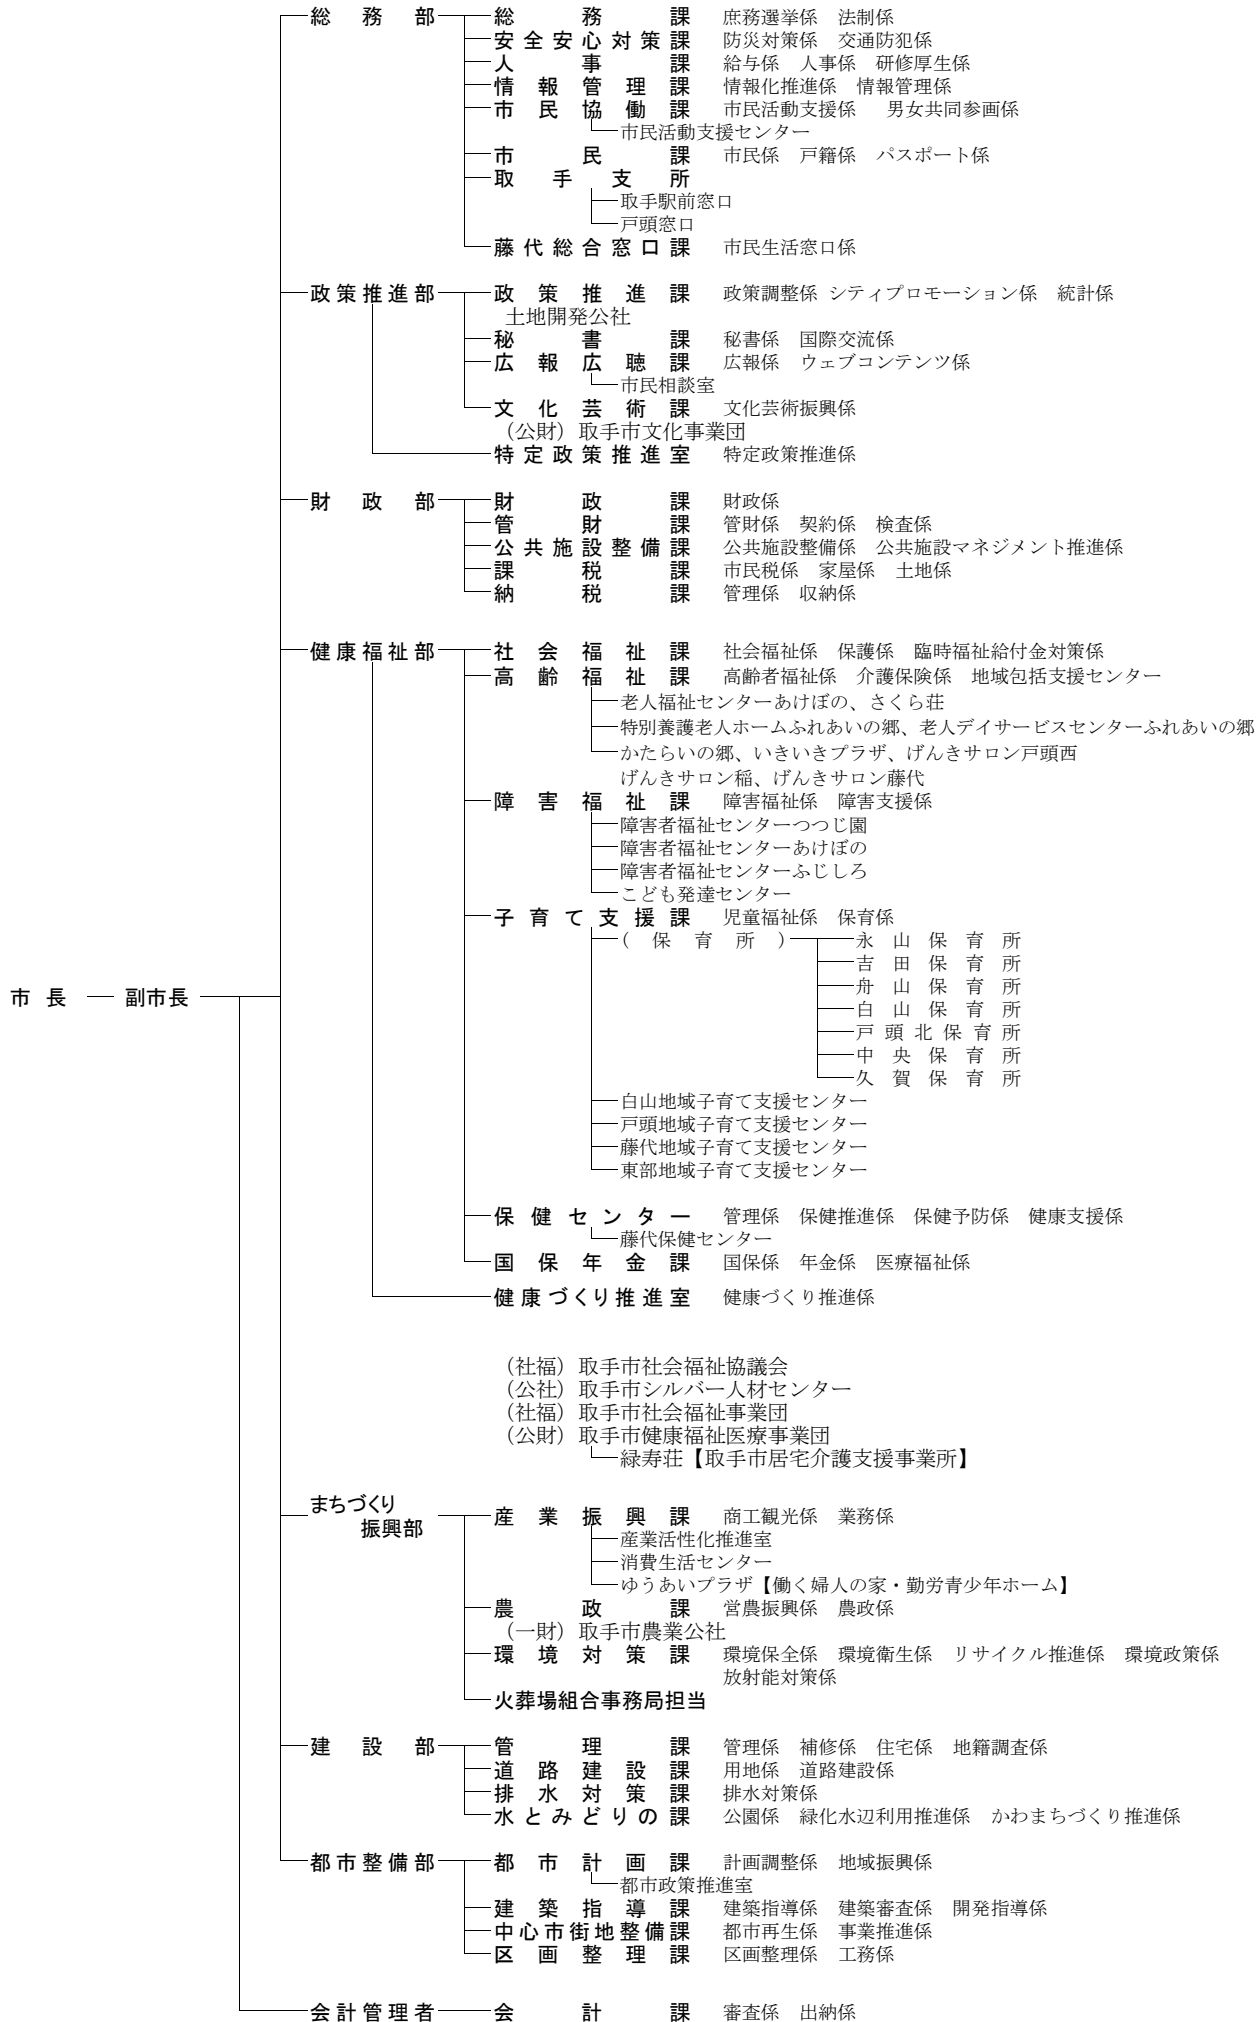 総務部 総務課 庶務選挙係 法制係
安全安心対策課 防災対策係 交通防犯係
人事課 給与係 人事係 研修厚生係
情報管理課 情報化推進係 情報管理係
市民協働課 市民活動支援係 男女共同参画係
市民活動支援センター
市民課 市民係 戸籍係 パスポート係
取手支所
取手駅前窓口
戸頭窓口
藤代総合窓口課 市民生活窓口係
政策推進部 政策推進課 政策調整係 シティプロモーション係 統計係
土地開発公社
秘書課 秘書係 国際交流係
広報広聴課 広報係 ウェブコンテンツ係
市民相談室
文化芸術課 文化芸術振興係
（公財）取手市文化事業団
特定政策推進室 特定政策推進係
財政部 財政課 財政係
管財課 管財係 契約係 検査係
公共施設整備課 公共施設整備係 公共施設マネジメント推進係
課税課 市民税係 家屋係 土地係
納税課 管理係 収納係
健康福祉部 社会福祉課 社会福祉係 保護係 臨時福祉給付金対策係
高齢福祉課 高齢者福祉係 介護保険係 地域包括支援センター
老人福祉センターあけぼの、さくら荘
特別養護老人ホームふれあいの郷、老人デイサービスセンターふれあいの郷
かたらいの郷、いきいきプラザ、げんきサロン戸頭西
げんきサロン稲、げんきサロン藤代
障害福祉課 障害福祉係 障害支援係
障害者福祉センターつつじ園
障害者福祉センターあけぼの
障害者福祉センターふじしろ
こども発達センター
子育て支援課 児童福祉係 保育係
（保育所） 永山保育所
吉田保育所
舟山保育所
市長 副市長 白山保育所
戸頭北保育所
中央保育所
久賀保育所
白山地域子育て支援センター
戸頭地域子育て支援センター
藤代地域子育て支援センター
東部地域子育て支援センター
保健センター 管理係 保健推進係 保健予防係 健康支援係
藤代保健センター
国保年金課 国保係 年金係 医療福祉係
健康づくり推進室 健康づくり推進係
（社福）取手市社会福祉協議会
（公社）取手市シルバー人材センター
（社福）取手市社会福祉事業団
（公財）取手市健康福祉医療事業団
緑寿荘【取手市居宅介護支援事業所】
まちづくり
振興部 産業振興課 商工観光係 業務係
産業活性化推進室
消費生活センター
ゆうあいプラザ【働く婦人の家・勤労青少年ホーム】
農政課 営農振興係 農政係
（一財）取手市農業公社
環境対策課 環境保全係 環境衛生係 リサイクル推進係 環境政策係
放射能対策係
火葬場組合事務局担当
建設部 管理課 管理係 補修係 住宅係 地籍調査係
道路建設課 用地係 道路建設係
排水対策課 排水対策係
水とみどりの課 公園係 緑化水辺利用推進係 かわまちづくり推進係
都市整備部 都市計画課 計画調整係 地域振興係
都市政策推進室
建築指導課 建築指導係 建築審査係 開発指導係
中心市街地整備課 都市再生係 事業推進係
区画整理課 区画整理係 工務係
会計管理者 会計課 審査係 出納係